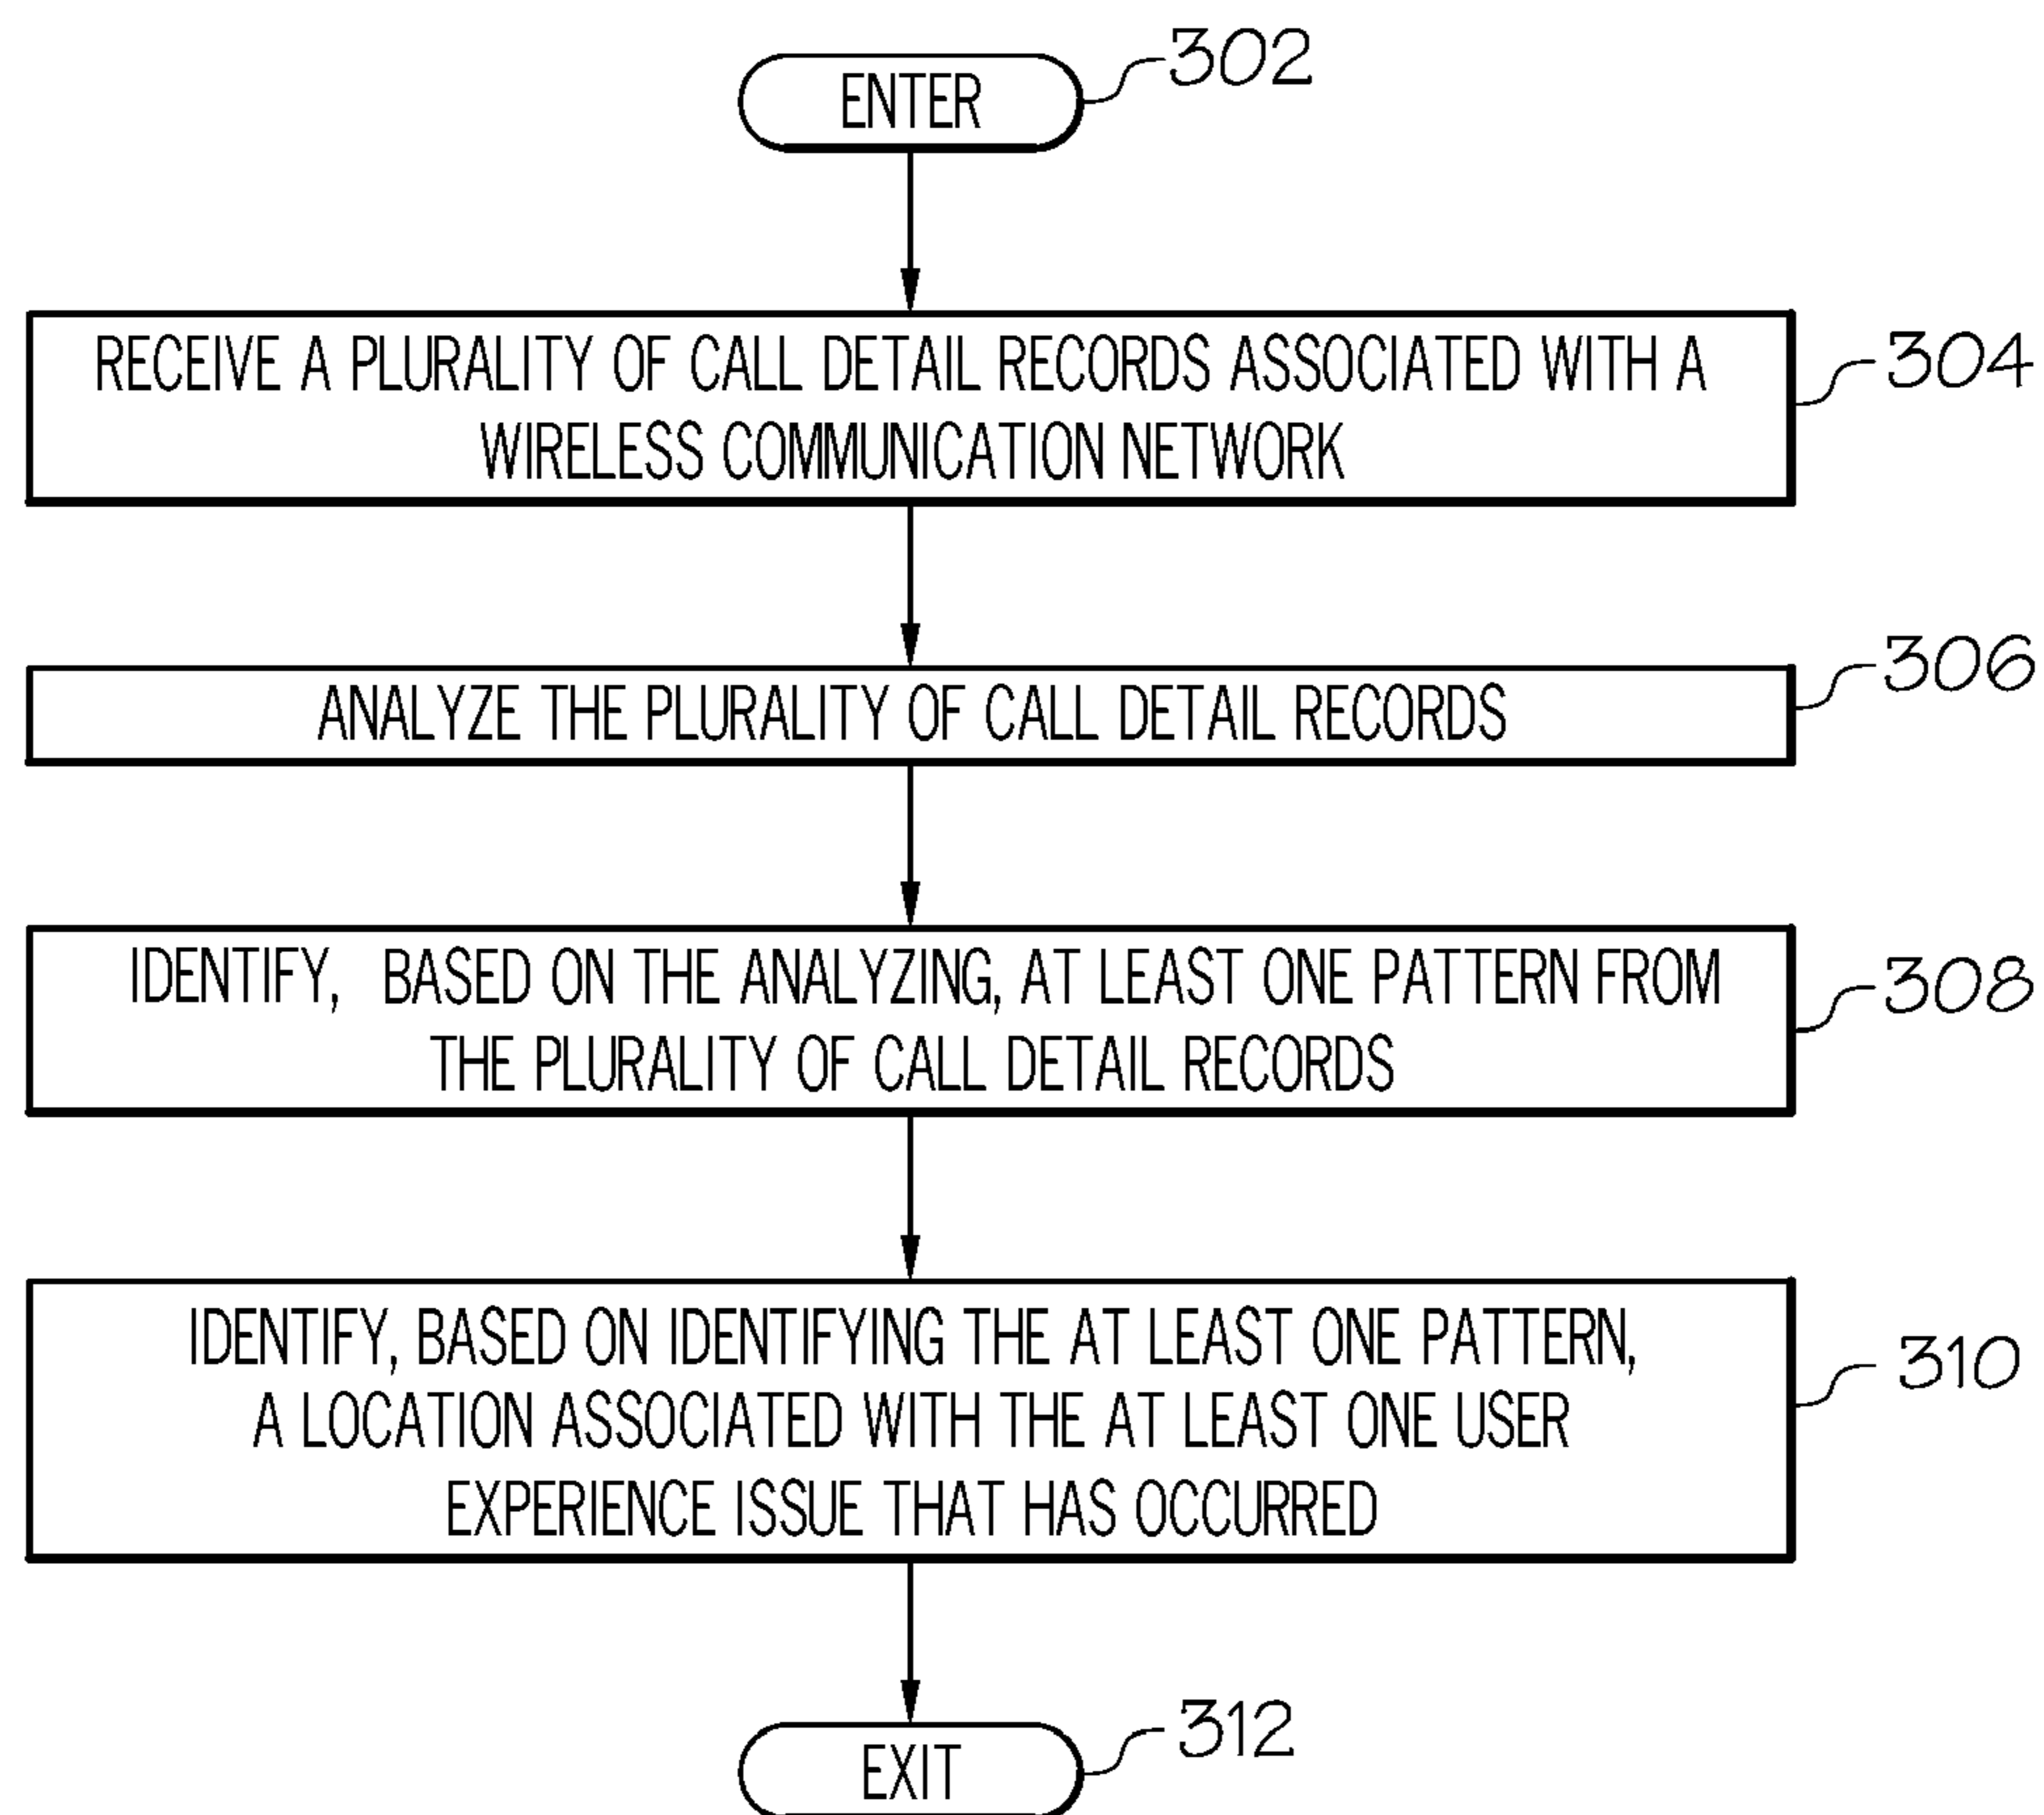 ENTER
302
RECEIVE A PLURALITY OF CALL DETAIL RECORDS ASSOCIATED WITH A
WIRELESS COMMUNICATION NETWORK
304
ANALYZE THE PLURALITY OF CALL DETAIL RECORDS
306
IDENTIFY, BASED ON THE ANALYZING, AT LEAST ONE PATTERN FROM
THE PLURALITY OF CALL DETAIL RECORDS
308
IDENTIFY, BASED ON IDENTIFYING THE AT LEAST ONE PATTERN,
A LOCATION ASSOCIATED WITH THE AT LEAST ONE USER
EXPERIENCE ISSUE THAT HAS OCCURRED
310
EXIT
312